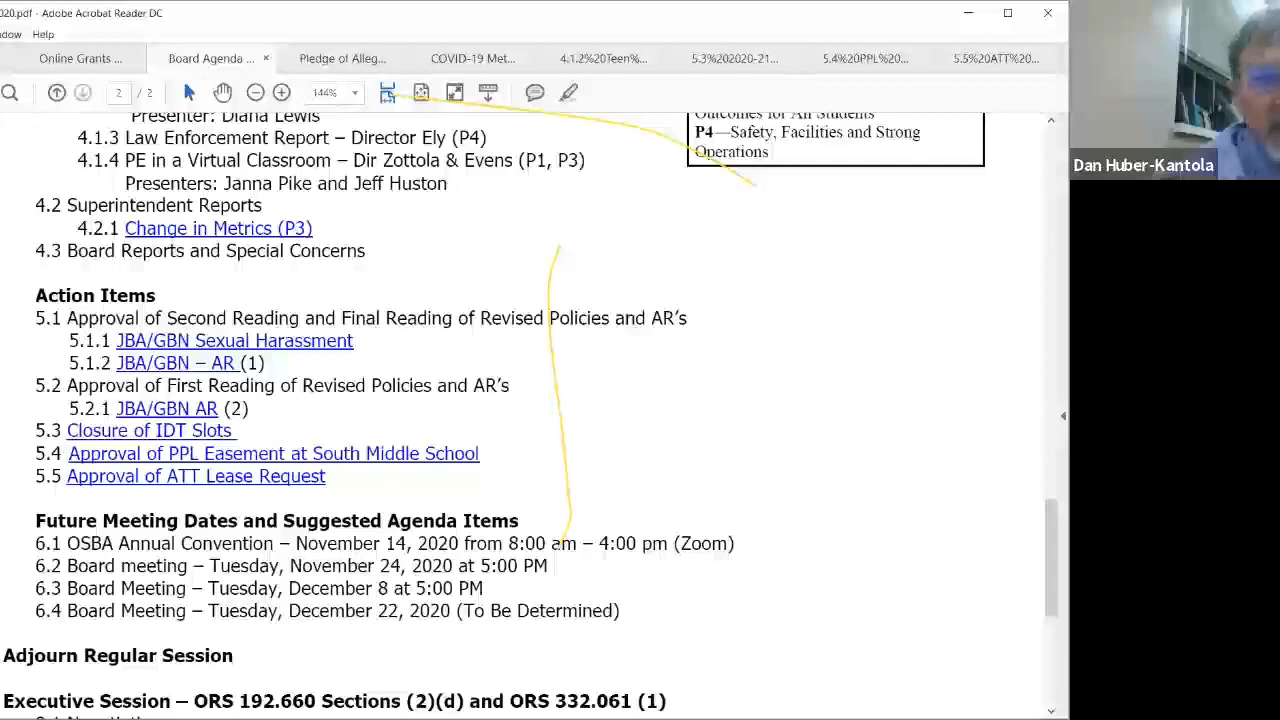 020.pdf - Adobe Acrobat Reader DC
ndow Help
Online Grants ...
Board Agenda ... ×
Pledge of Alleg...
COVID-19 Met...
4.1.2%20Teen%...
5.3%202020-21...
5.4%20PPL%20...
5.5%20ATT%20...
2 / 2
144%
Presenter: Diana Lewis
4.1.3 Law Enforcement Report – Director Ely (P4)
4.1.4 PE in a Virtual Classroom – Dir Zottola & Evens (P1, P3)
Presenters: Janna Pike and Jeff Huston
4.2 Superintendent Reports
4.2.1 Change in Metrics (P3)
4.3 Board Reports and Special Concerns
Outcomes for All Students
P4—Safety, Facilities and Strong
Operations
Action Items
5.1 Approval of Second Reading and Final Reading of Revised Policies and AR’s
5.1.1 JBA/GBN Sexual Harassment
5.1.2 JBA/GBN – AR (1)
5.2 Approval of First Reading of Revised Policies and AR’s
5.2.1 JBA/GBN AR (2)
5.3 Closure of IDT Slots
5.4 Approval of PPL Easement at South Middle School
5.5 Approval of ATT Lease Request
Future Meeting Dates and Suggested Agenda Items
6.1 OSBA Annual Convention – November 14, 2020 from 8:00 am – 4:00 pm (Zoom)
6.2 Board meeting – Tuesday, November 24, 2020 at 5:00 PM
6.3 Board Meeting – Tuesday, December 8 at 5:00 PM
6.4 Board Meeting – Tuesday, December 22, 2020 (To Be Determined)
Adjourn Regular Session
Executive Session – ORS 192.660 Sections (2)(d) and ORS 332.061 (1)
Dan Huber-Kantola